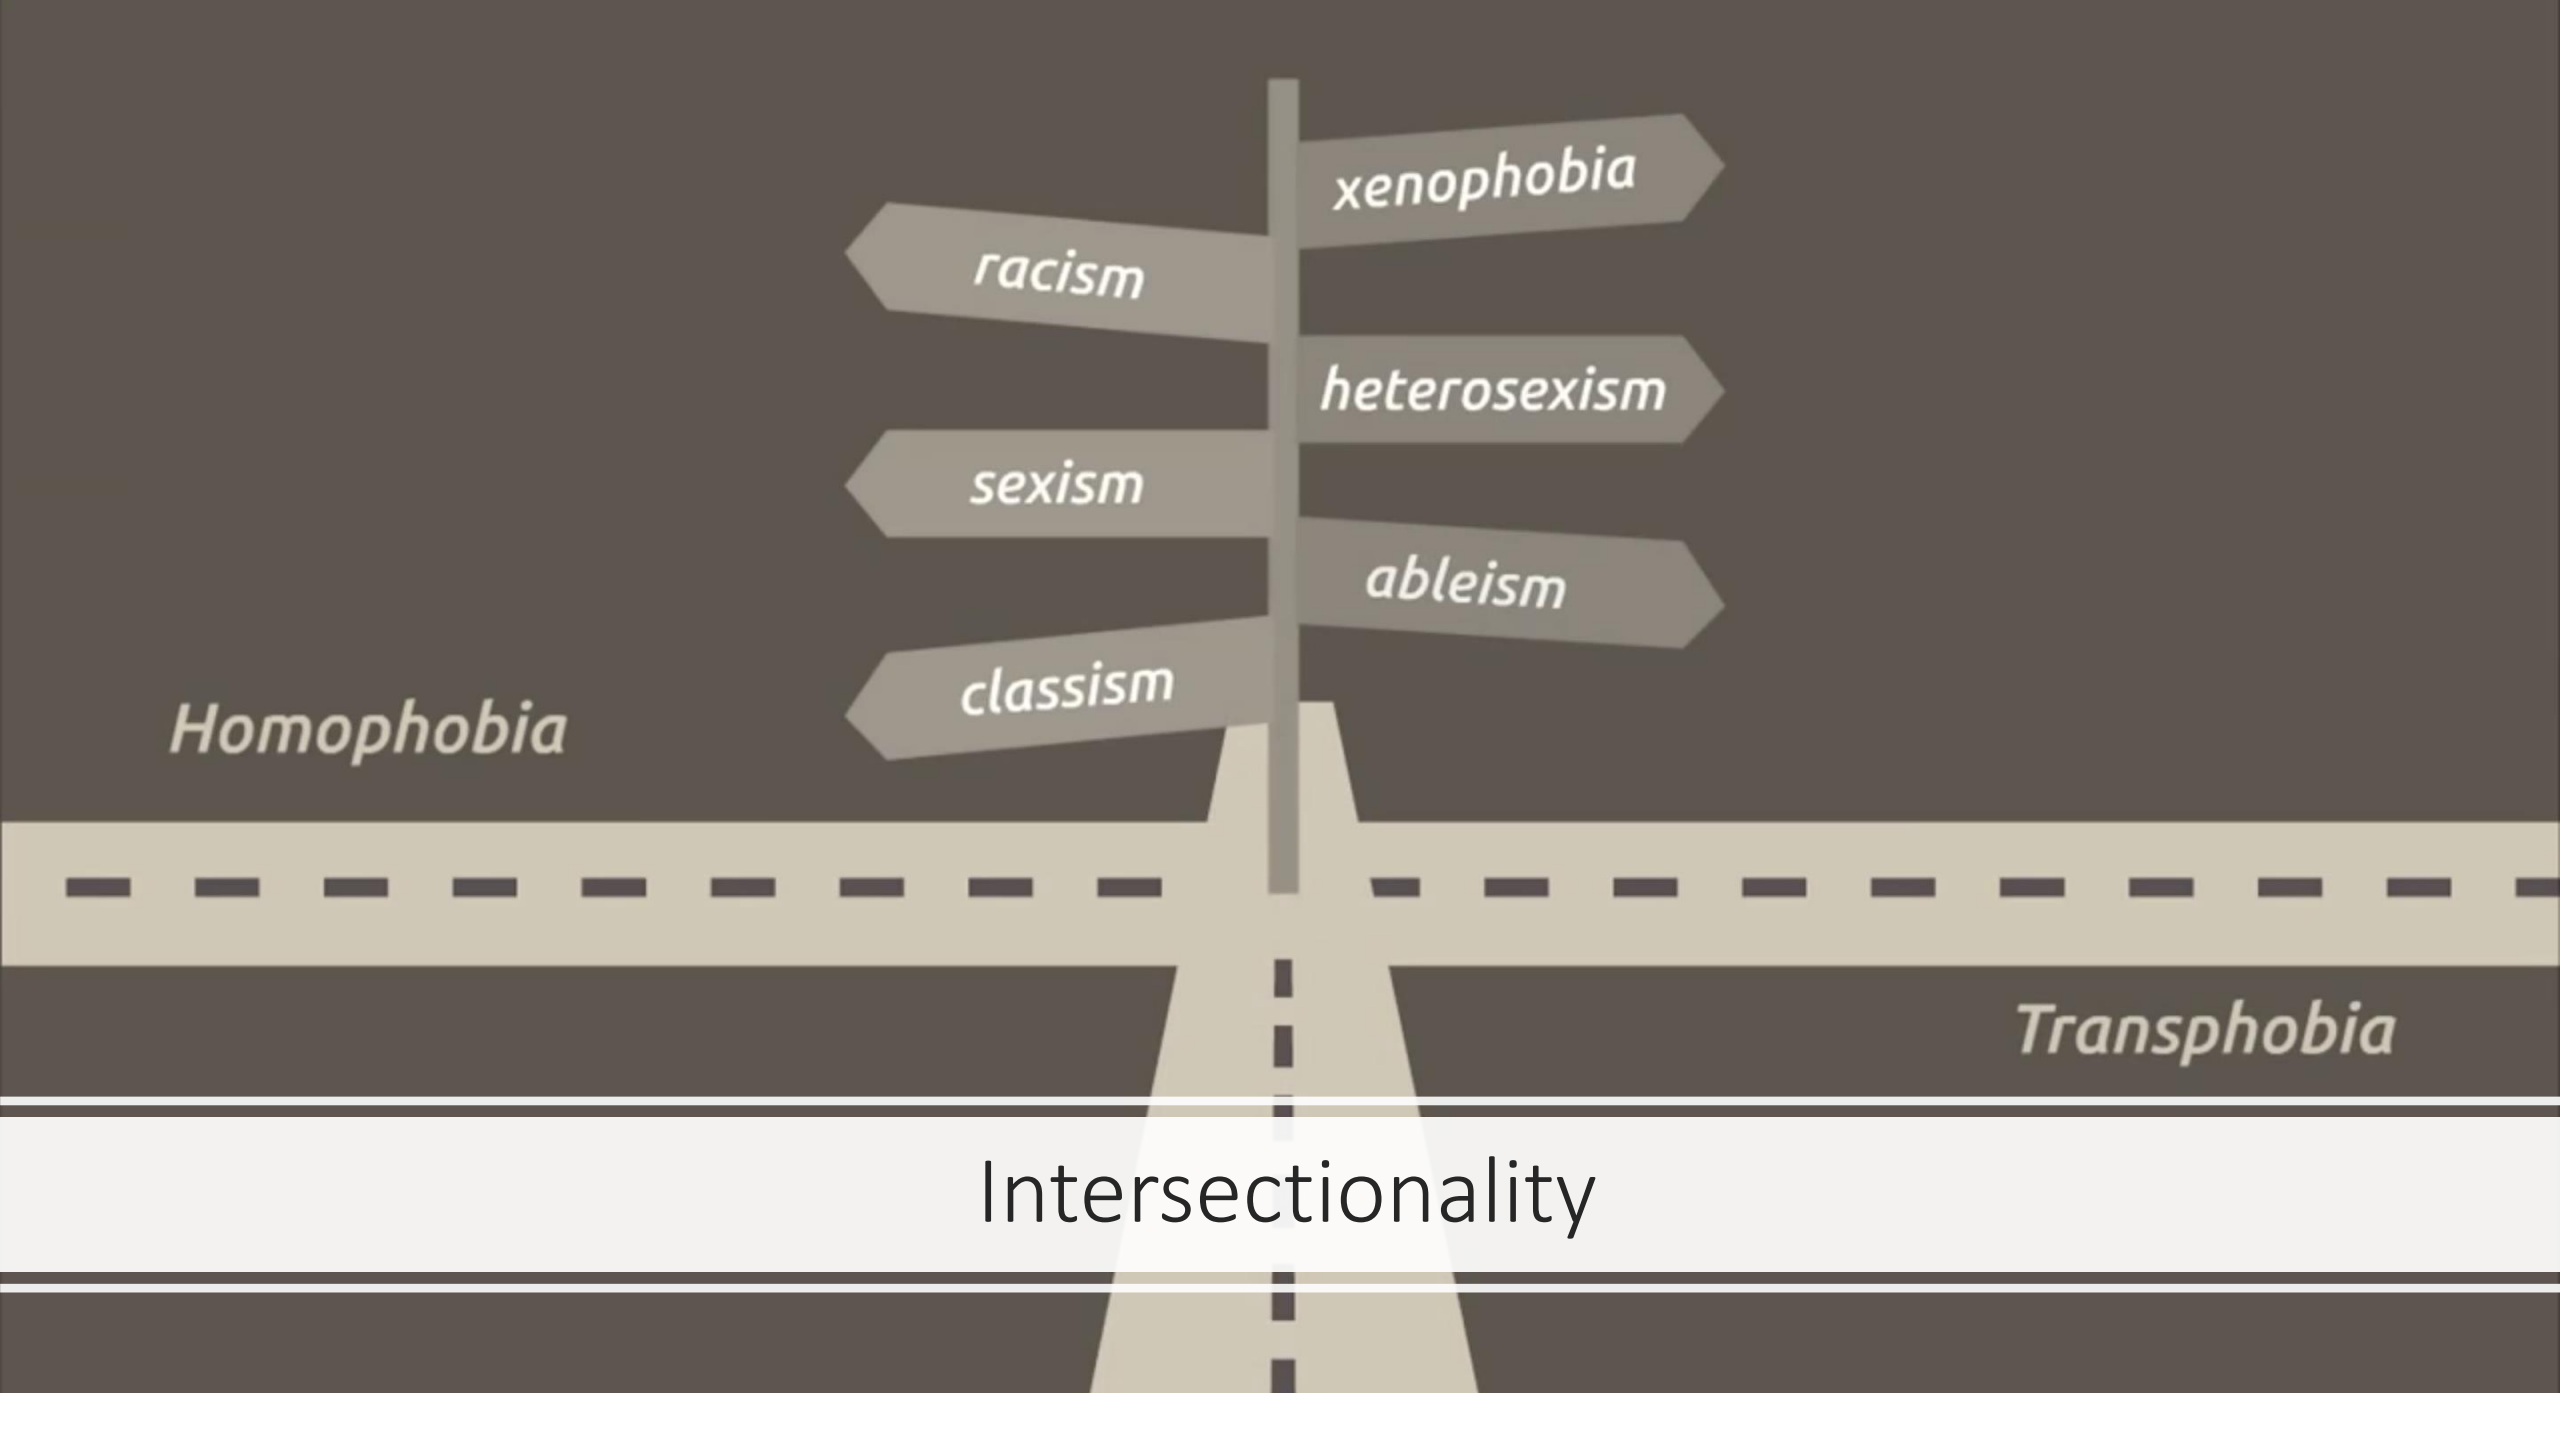 xenophobia
racism
heterosexism
sexism
ableism
classism
Homophobia
Transphobia
Intersectionality